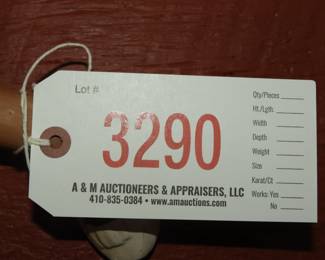 Lot #
3290
A & M AUCTIONEERS & APPRAISERS, LLC
410-835-0384 • www.amauctions.com
Qty/Pieces
Ht./Lgth.
Width
Depth
Weight
Size
Karat/Ct
Works: Yes
No